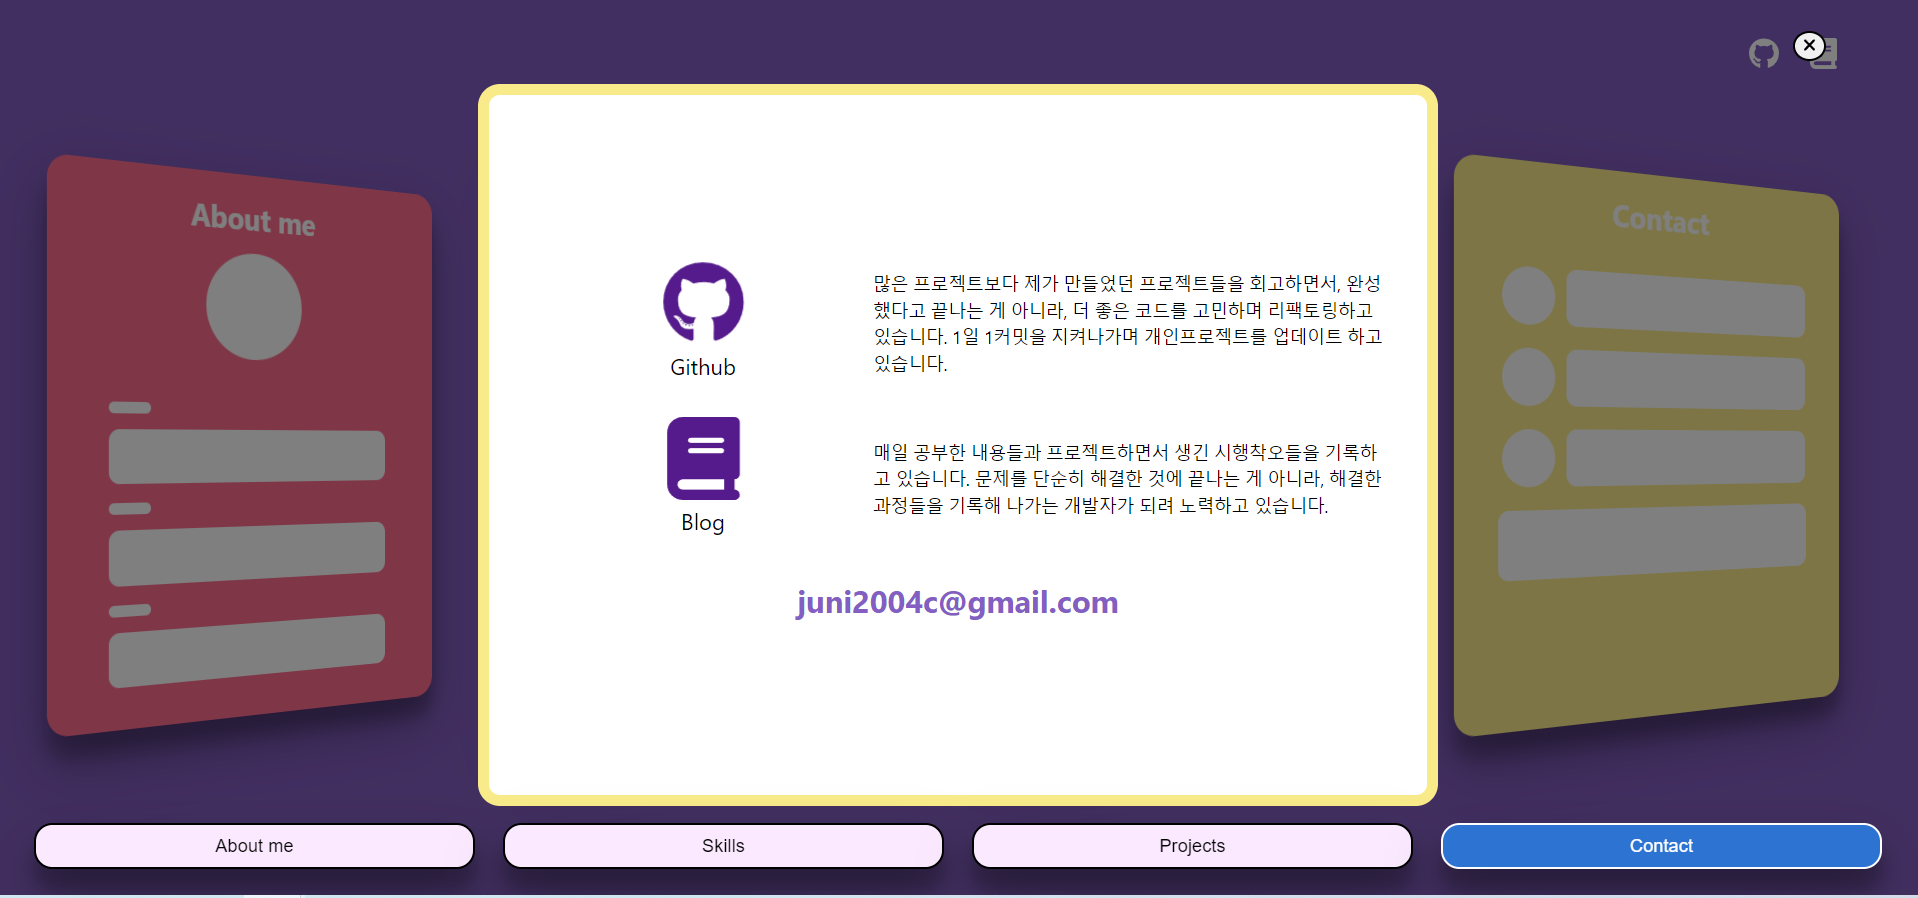 About me
Contact
많은 프로젝트보다 제가 만들었던 프로젝트들을 회고하면서, 완성
했다고 끝나는 게 아니라, 더 좋은 코드를 고민하며 리팩토링하고
있습니다. 1일 1커밋을 지켜나가며 개인프로젝트를 업데이트 하고
있습니다.
Github
매일 공부한 내용들과 프로젝트하면서 생긴 시행착오들을 기록하
고 있습니다. 문제를 단순히 해결한 것에 끝나는 게 아니라, 해결한
과정들을 기록해 나가는 개발자가 되려 노력하고 있습니다.
Blog
juni2004c@gmail.com
About me
Skills
Projects
Contact